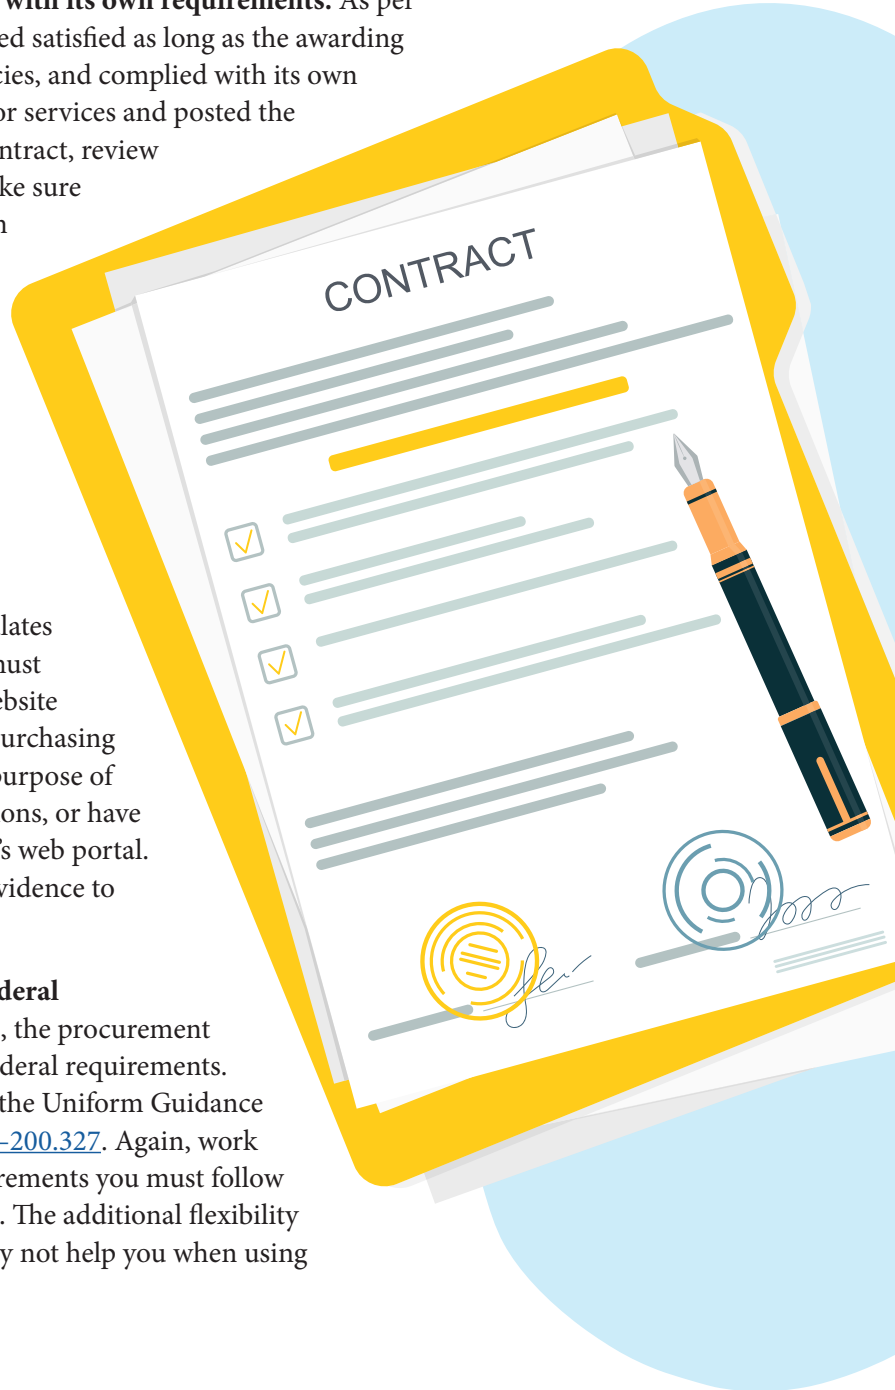 with its own requirements. As per
ed satisfied as long as the awarding
cies, and complied with its own
or services and posted the
ntract, review
ke sure
n
CONTRACT
lates
must
ebsite
urchasing
purpose of
ions, or have
's web portal.
vidence to
deral
, the procurement
deral requirements.
the Uniform Guidance
–200.327. Again, work
rements you must follow
. The additional flexibility
y not help you when using